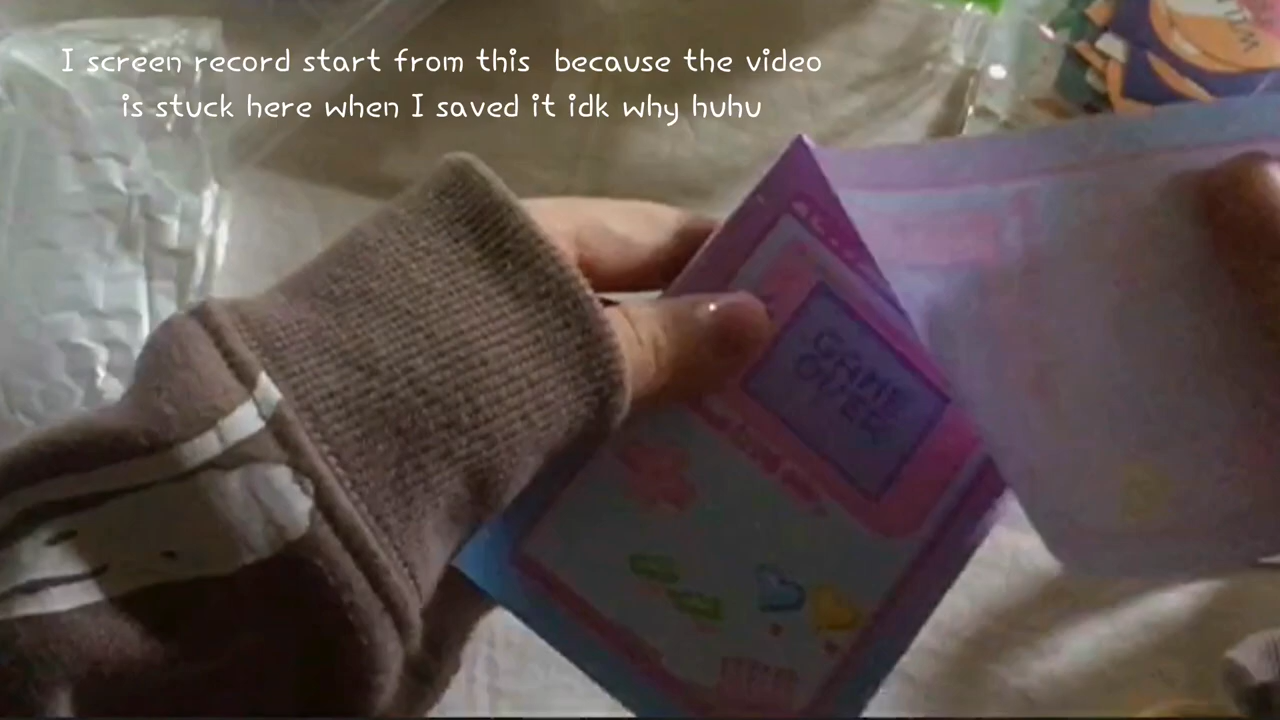 I screen record start from this because the video
is stuck here when I saved it idk why huhu
GAME
OVER